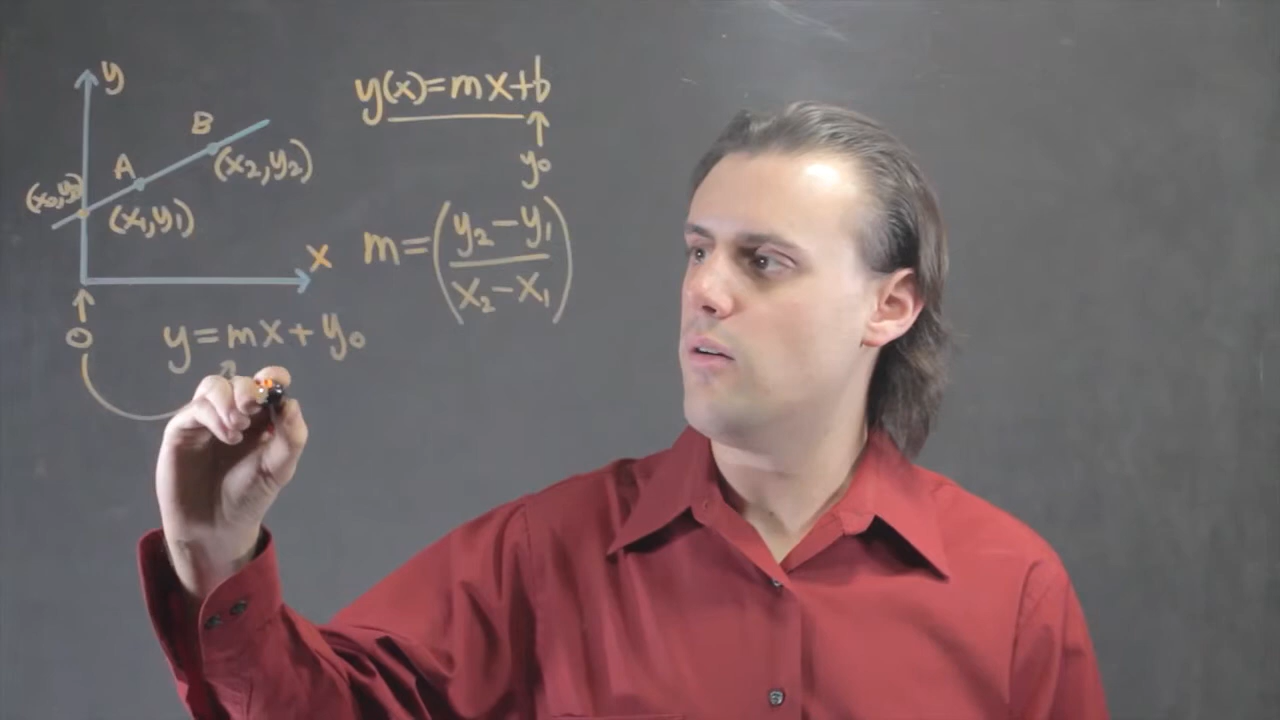 y
y(x)=mx+b
B
A
(x2,y2)
y0
(x0,y0)
(x1,y1)
m=(y2-y1/x2-x1)
x
0
y=mx+y0